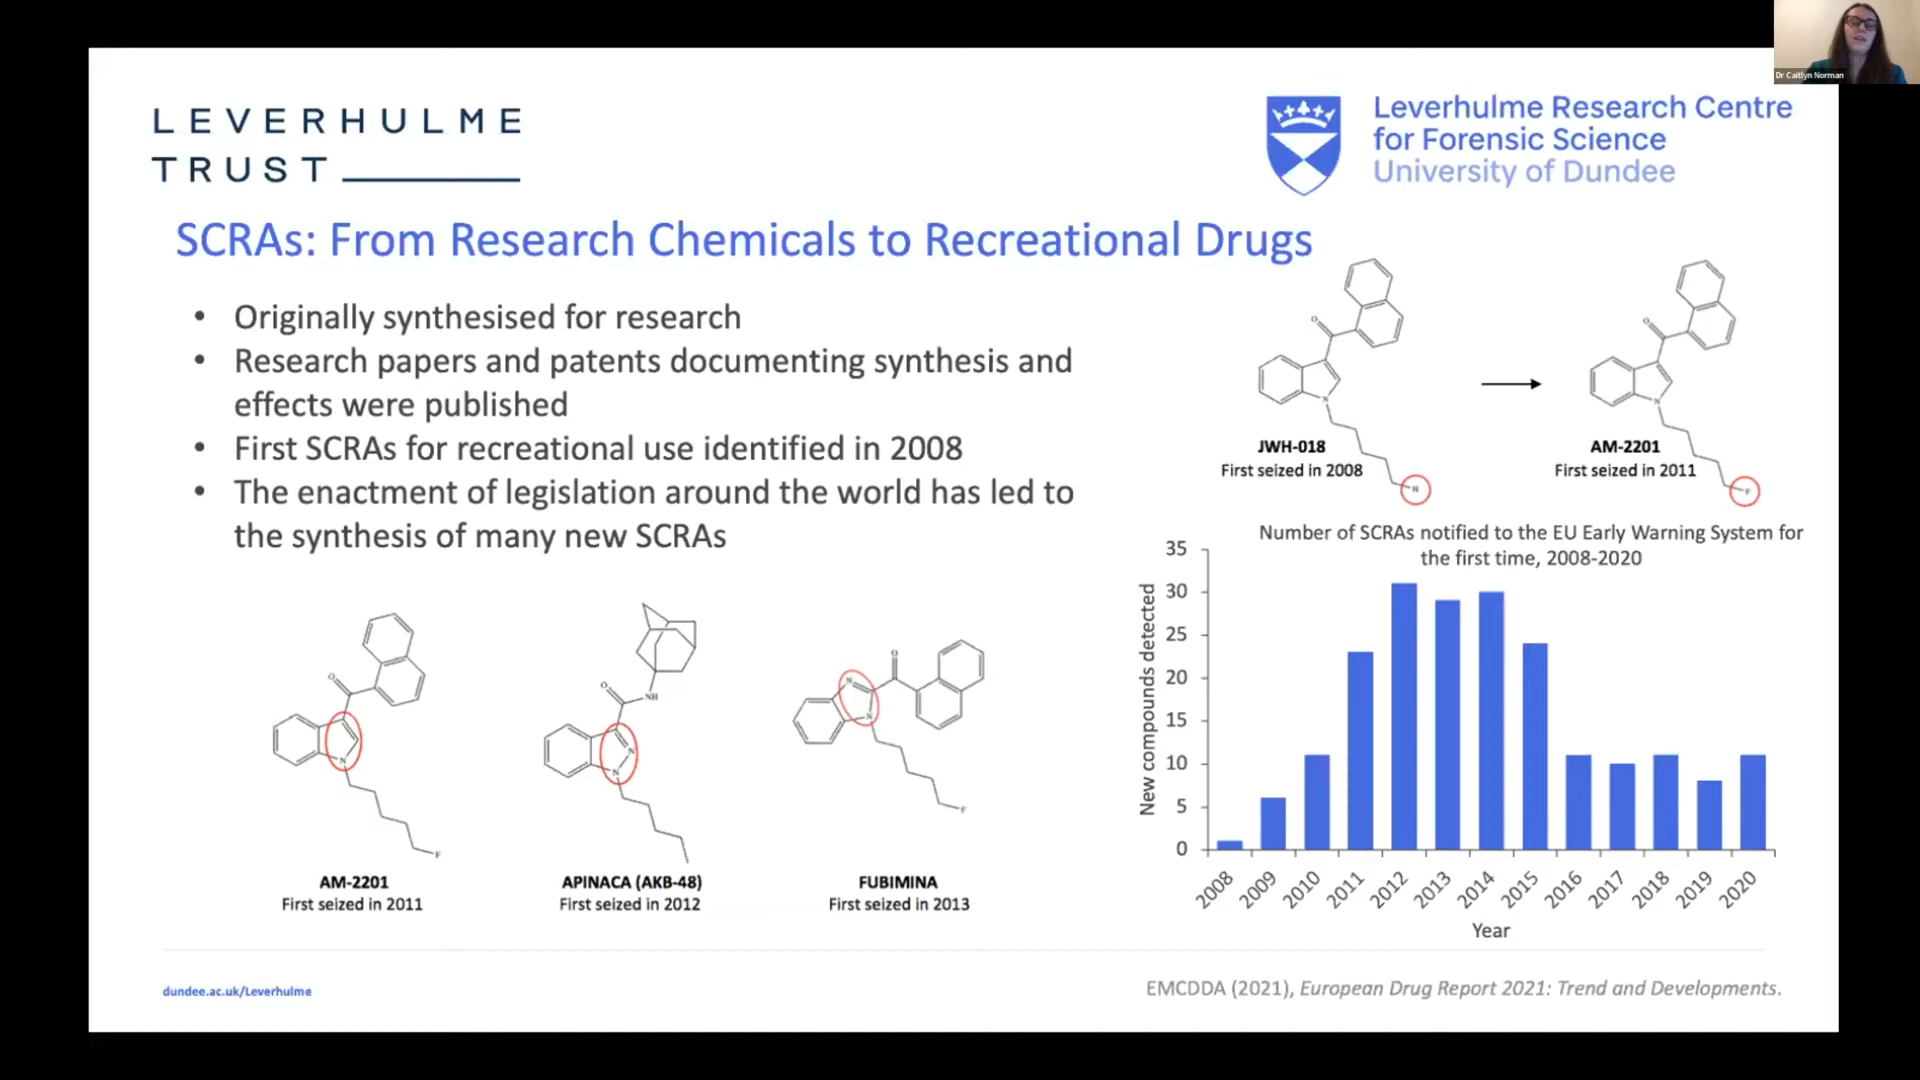 Dr Caitlyn Norman
LEVERHULME
TRUST
Leverhulme Research Centre
for Forensic Science
University of Dundee
SCRAs: From Research Chemicals to Recreational Drugs
• Originally synthesised for research
• Research papers and patents documenting synthesis and
effects were published
• First SCRAs for recreational use identified in 2008
• The enactment of legislation around the world has led to
the synthesis of many new SCRAs
O
N
H
JWH-018
First seized in 2008
O
N
F
AM-2201
First seized in 2011
O
N
F
AM-2201
First seized in 2011
O
NH
N
N
APINACA (AKB-48)
First seized in 2012
O
N
N
F
FUBIMINA
First seized in 2013
Number of SCRAs notified to the EU Early Warning System for
the first time, 2008-2020
New compounds detected
35
30
25
20
15
10
5
0
2008
2009
2010
2011
2012
2013
2014
2015
2016
2017
2018
2019
2020
Year
dundee.ac.uk/Leverhulme
EMCDDA (2021), European Drug Report 2021: Trend and Developments.